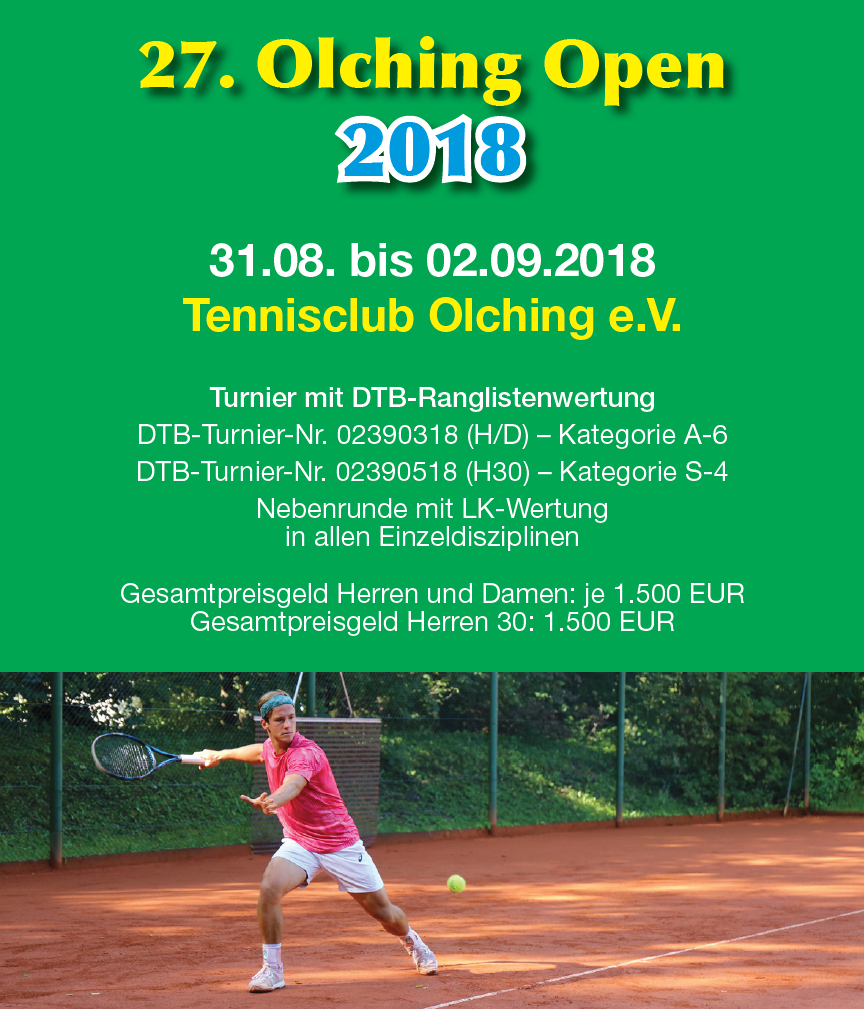 27. Olching Open
2018
31.08. bis 02.09.2018
Tennisclub Olching e.V.
Turnier mit DTB-Ranglistenwertung
DTB-Turnier-Nr. 02390318 (H/D) – Kategorie A-6
DTB-Turnier-Nr. 02390518 (H30) – Kategorie S-4
Nebenrunde mit LK-Wertung
in allen Einzeldisziplinen
Gesamtpreisgeld Herren und Damen: je 1.500 EUR
Gesamtpreisgeld Herren 30: 1.500 EUR